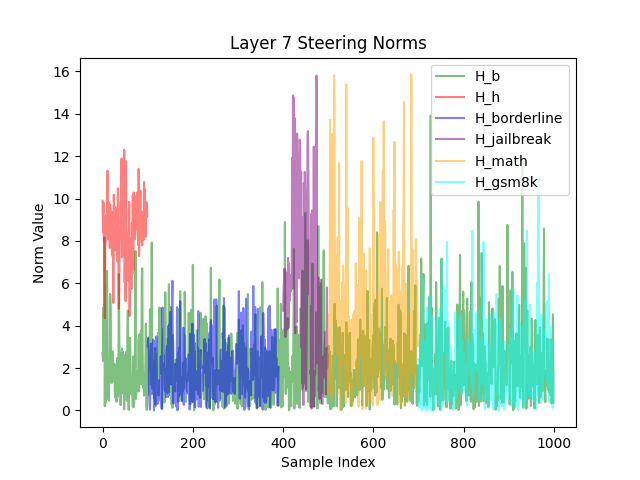 Layer 7 Steering Norms
Norm Value
16
14
12
10
8
6
4
2
0
H_b
H_h
H_borderline
H_jailbreak
H_math
H_gsm8k
0
200
400
600
800
1000
Sample Index